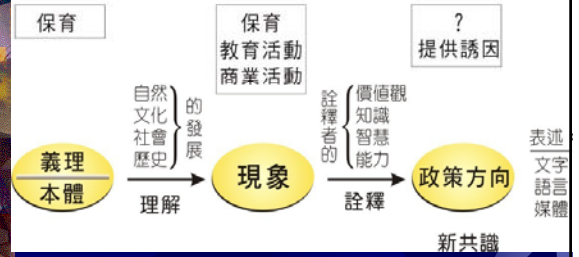 保育
保育
教育活動
商業活動
?
提供誘因
自然
文化
社會
歷史
的發展
詮釋者的
價值觀
知識
智慧
能力
表述
文字
語言
媒體
義理
本體
理解
現象
詮釋
政策方向
新共識